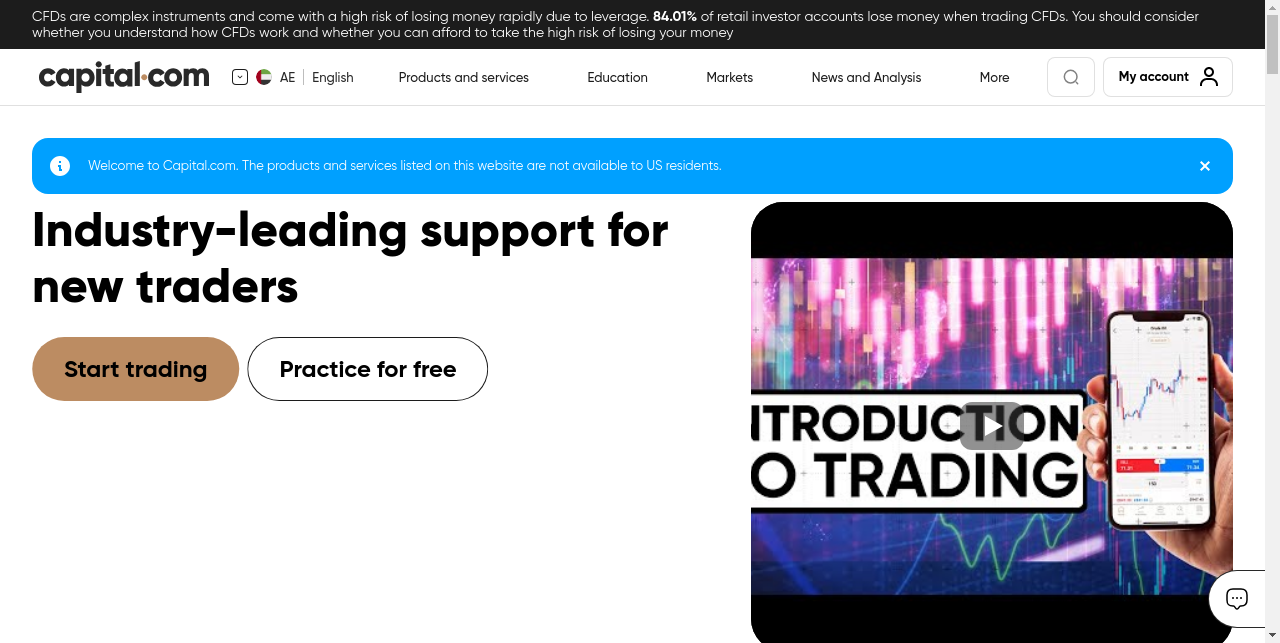 CFDs are complex instruments and come with a high risk of losing money rapidly due to leverage. 84.01% of retail investor accounts lose money when trading CFDs. You should consider
whether you understand how CFDs work and whether you can afford to take the high risk of losing your money
capital.com
AE
English
Products and services
Education
Markets
News and Analysis
More
My account
Welcome to Capital.com. The products and services listed on this website are not available to US residents.
Industry-leading support for
new traders
Start trading
Practice for free
NTRODUCTION
O TRADING